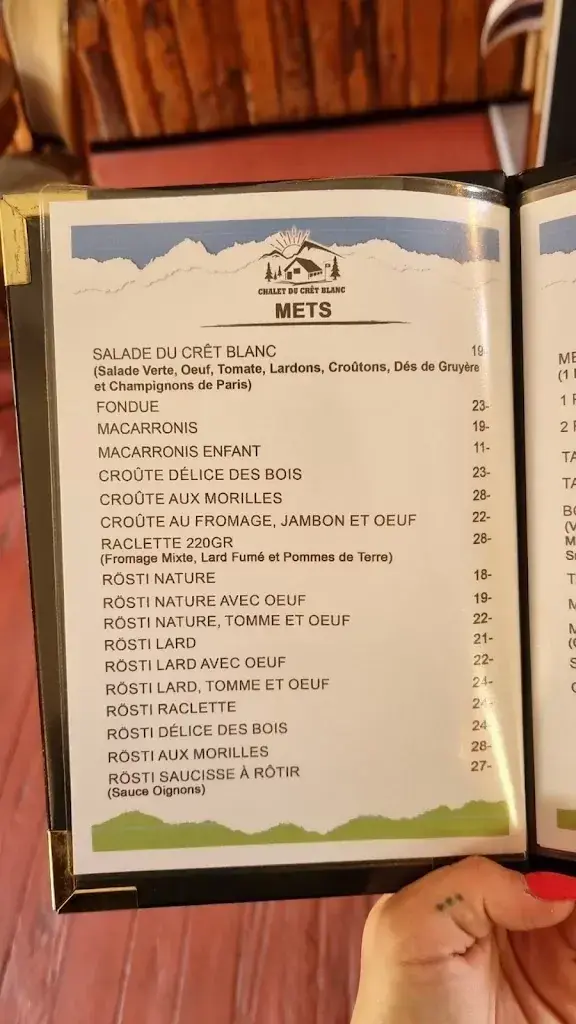 CHALET DU CRÊT BLANC
METS
SALADE DU CRÊT BLANC 19-
(Salade Verte, Oeuf, Tomate, Lardons, Croûtons, Dés de Gruyère
et Champignons de Paris)
FONDUE 23-
MACARRONIS 19-
MACARRONIS ENFANT 11-
CROÛTE DÉLICE DES BOIS 23-
CROÛTE AUX MORILLES 28-
CROÛTE AU FROMAGE, JAMBON ET OEUF 22-
RACLETTE 220GR 28-
(Fromage Mixte, Lard Fumé et Pommes de Terre)
RÖSTI NATURE 18-
RÖSTI NATURE AVEC OEUF 19-
RÖSTI NATURE, TOMME ET OEUF 22-
RÖSTI LARD 21-
RÖSTI LARD AVEC OEUF 22-
RÖSTI LARD, TOMME ET OEUF 24-
RÖSTI RACLETTE 24-
RÖSTI DÉLICE DES BOIS 24-
RÖSTI AUX MORILLES 28-
RÖSTI SAUCISSE À RÔTIR 27-
(Sauce Oignons)